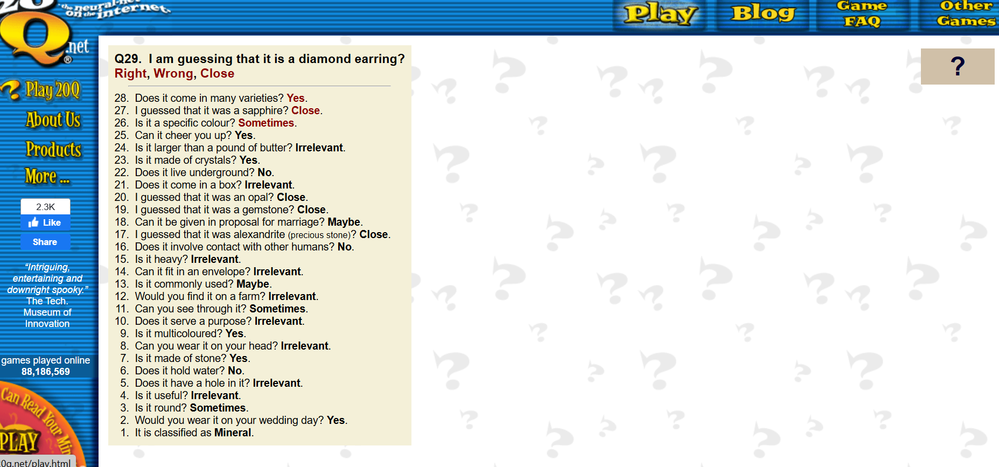 20
the neural-net
on the internet.
Q.net
®
Play
Blog
Game
FAQ
Other
Games
Play 20Q
About Us
Products
More ...
2.3K
Like
Share
“Intriguing,
entertaining and
downright spooky.”
The Tech.
Museum of
Innovation
games played online
88,186,569
Can Read Your Min
PLAY
0q.net/play.html
Q29. I am guessing that it is a diamond earring?
Right, Wrong, Close
28. Does it come in many varieties? Yes.
27. I guessed that it was a sapphire? Close.
26. Is it a specific colour? Sometimes.
25. Can it cheer you up? Yes.
24. Is it larger than a pound of butter? Irrelevant.
23. Is it made of crystals? Yes.
22. Does it live underground? No.
21. Does it come in a box? Irrelevant.
20. I guessed that it was an opal? Close.
19. I guessed that it was a gemstone? Close.
18. Can it be given in proposal for marriage? Maybe.
17. I guessed that it was alexandrite (precious stone)? Close.
16. Does it involve contact with other humans? No.
15. Is it heavy? Irrelevant.
14. Can it fit in an envelope? Irrelevant.
13. Is it commonly used? Maybe.
12. Would you find it on a farm? Irrelevant.
11. Can you see through it? Sometimes.
10. Does it serve a purpose? Irrelevant.
9. Is it multicoloured? Yes.
8. Can you wear it on your head? Irrelevant.
7. Is it made of stone? Yes.
6. Does it hold water? No.
5. Does it have a hole in it? Irrelevant.
4. Is it useful? Irrelevant.
3. Is it round? Sometimes.
2. Would you wear it on your wedding day? Yes.
1. It is classified as Mineral.
?